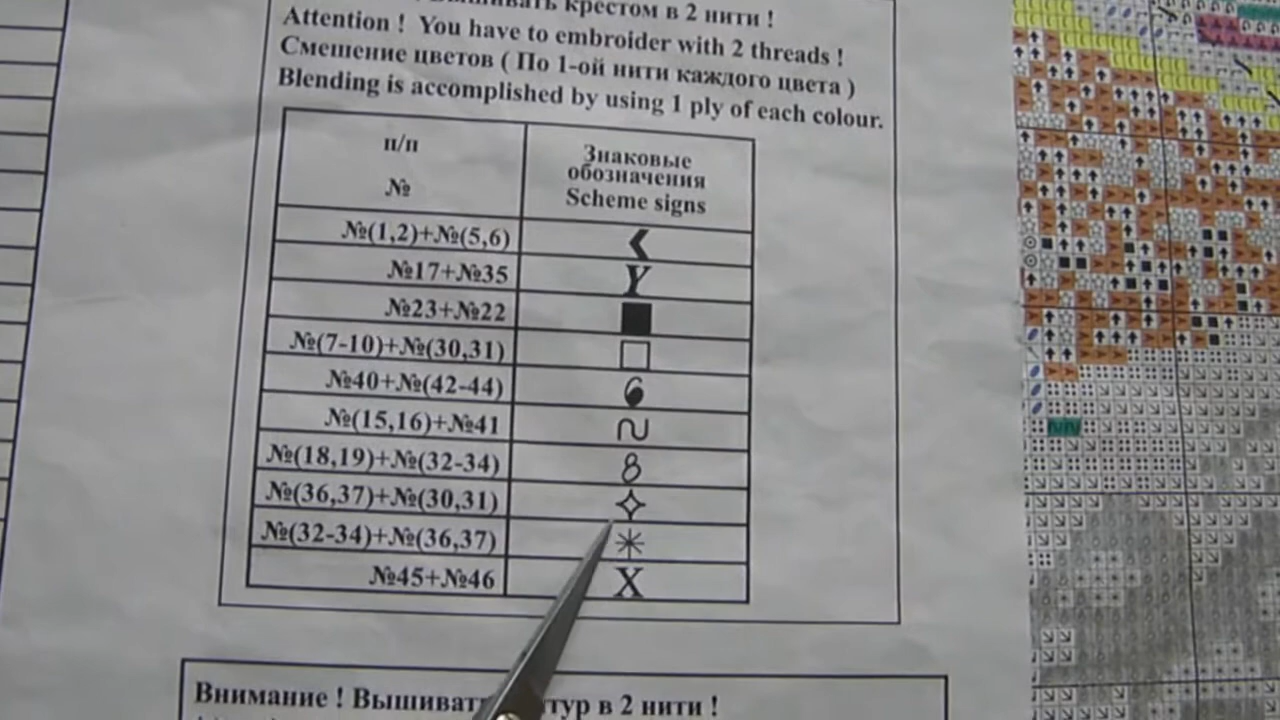 крестом в 2 нити !
Attention ! You have to embroider with 2 threads !
Смешение цветов ( По 1-ой нити каждого цвета )
Blending is accomplished by using 1 ply of each colour.
п/п
№
Знаковые
обозначения
Scheme signs
№(1,2)+№(5,6)
№17+№35 Y
№23+№22
№(7-10)+№(30,31)
№40+№(42-44)
№(15,16)+№41
№(18,19)+№(32-34) 8
№(36,37)+№(30,31)
№(32-34)+№(36,37)
№45+№46 X
Внимание ! в 2 нити !